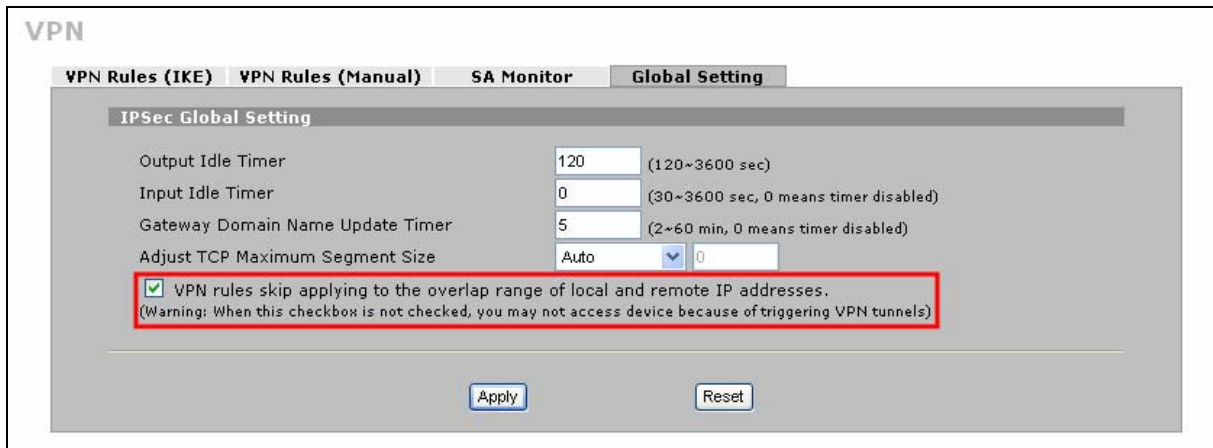 VPN
VPN Rules (IKE) VPN Rules (Manual) SA Monitor Global Setting
IPSec Global Setting
Output Idle Timer 120 (120~3600 sec)
Input Idle Timer 0 (30~3600 sec, 0 means timer disabled)
Gateway Domain Name Update Timer 5 (2~60 min, 0 means timer disabled)
Adjust TCP Maximum Segment Size Auto 0
VPN rules skip applying to the overlap range of local and remote IP addresses.
(Warning: When this checkbox is not checked, you may not access device because of triggering VPN tunnels)
Apply Reset